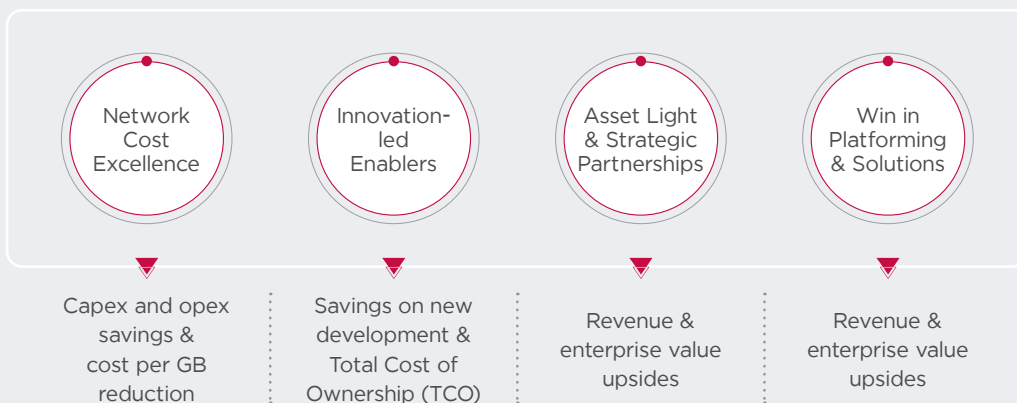 Network
Cost
Excellence
Innovation-
led
Enablers
Asset Light
& Strategic
Partnerships
Win in
Platforming
& Solutions
Capex and opex
savings &
cost per GB
reduction
Savings on new
development &
Total Cost of
Ownership (TCO)
Revenue &
enterprise value
upsides
Revenue &
enterprise value
upsides